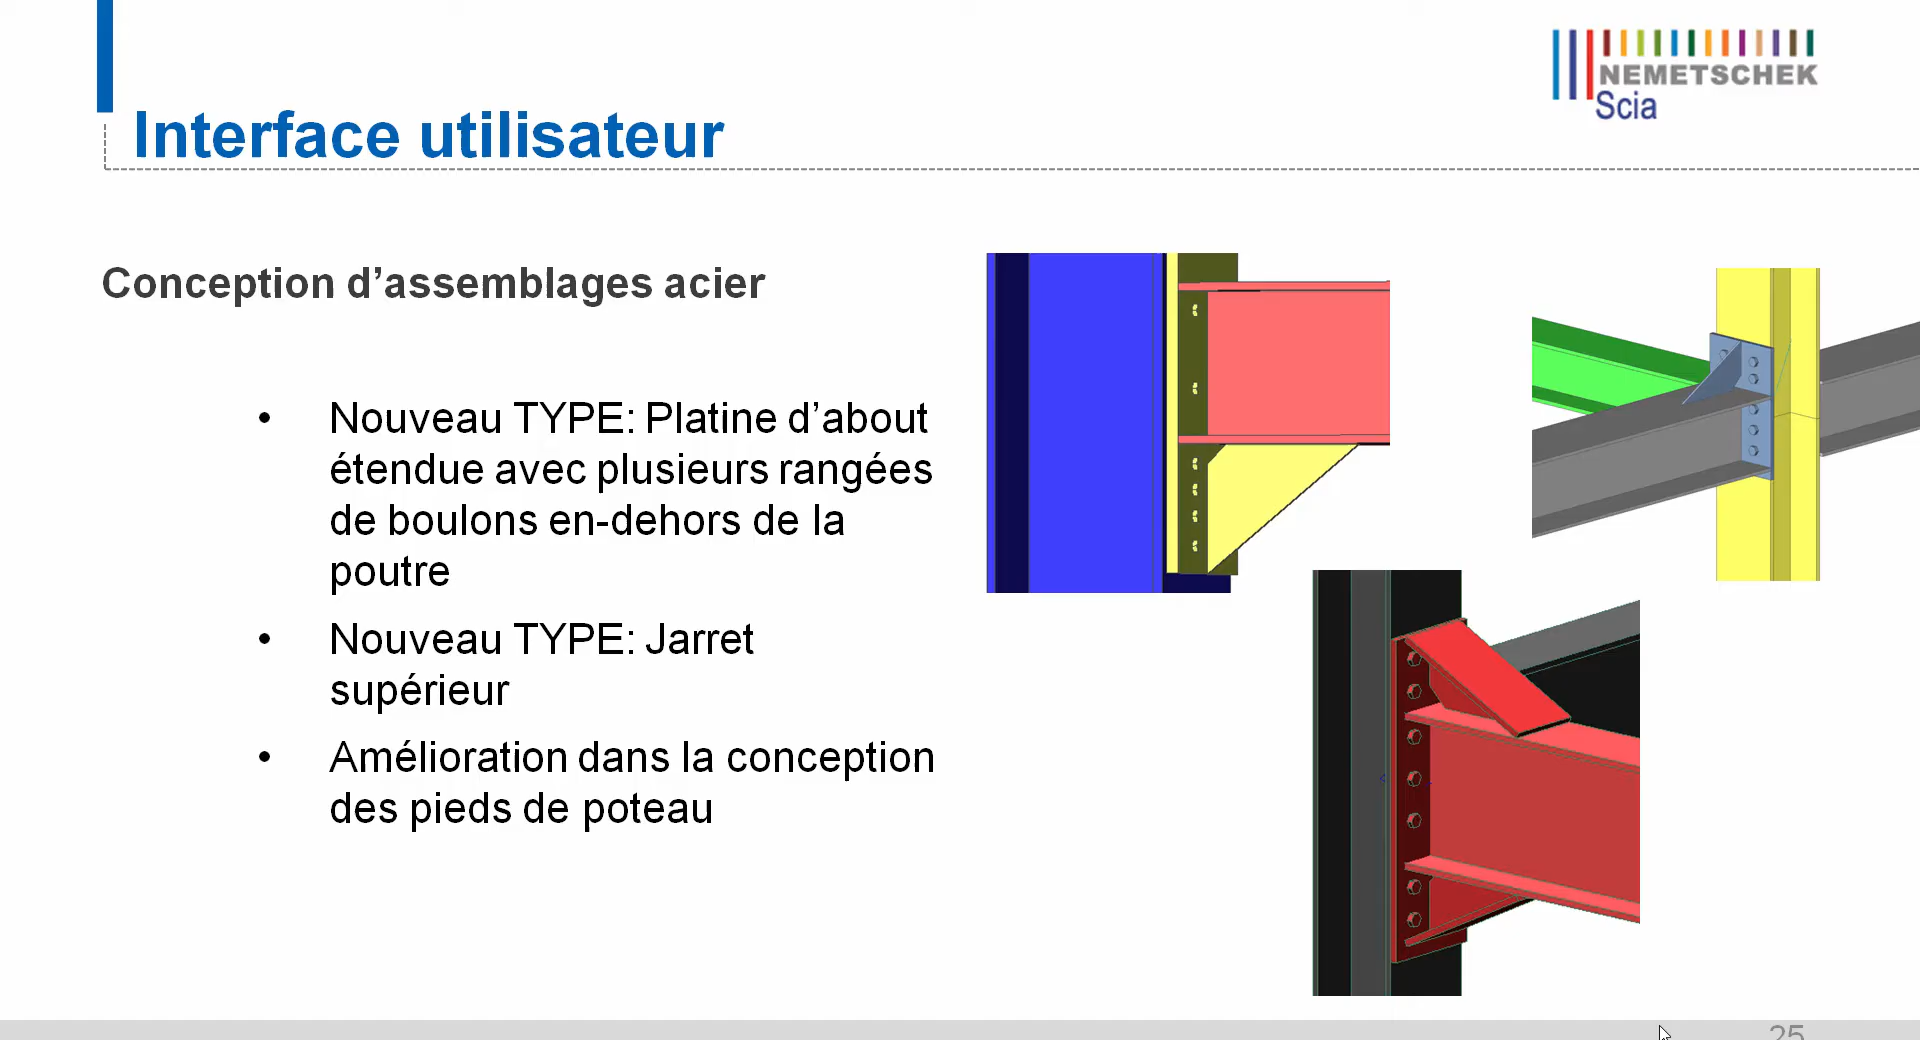 NEMETSCHEK
Scia
Interface utilisateur
Conception d’assemblages acier
• Nouveau TYPE: Platine d’about
étendue avec plusieurs rangées
de boulons en-dehors de la
poutre
• Nouveau TYPE: Jarret
supérieur
• Amélioration dans la conception
des pieds de poteau
25